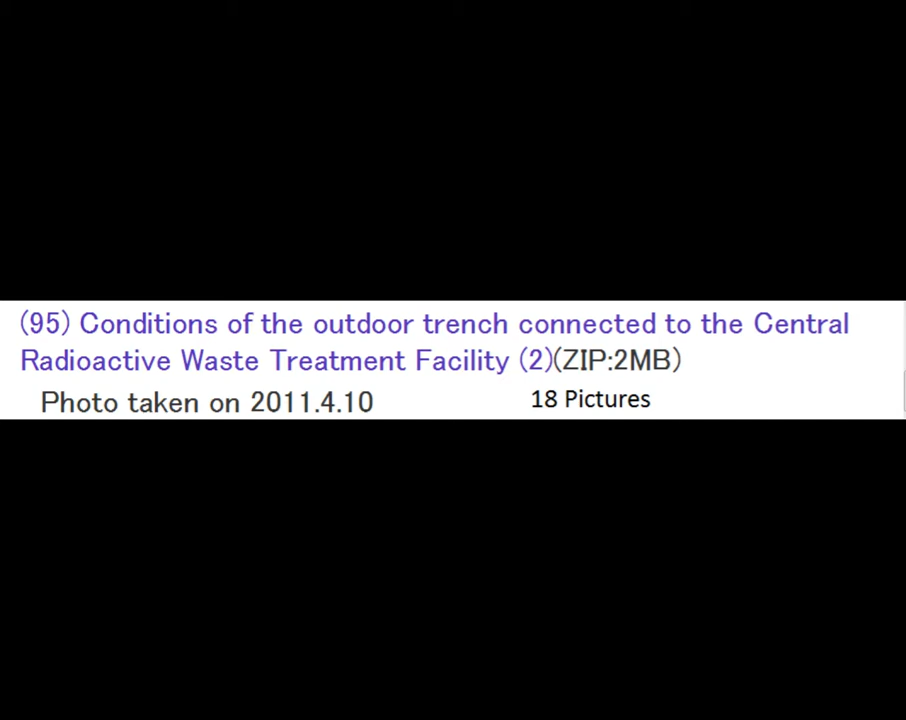 (95) Conditions of the outdoor trench connected to the Central
Radioactive Waste Treatment Facility (2)(ZIP:2MB)
Photo taken on 2011.4.10 18 Pictures